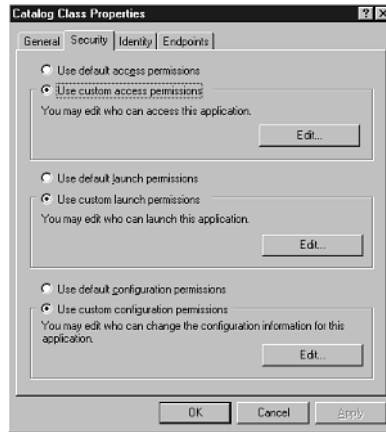 Catalog Class Properties
General Security Identity Endpoints
Use default access permissions
Use custom access permissions
You may edit who can access this application.
Edit...
Use default launch permissions
Use custom launch permissions
You may edit who can launch this application.
Edit...
Use default configuration permissions
Use custom configuration permissions
You may edit who can change the configuration information for this
application.
Edit...
OK Cancel Apply